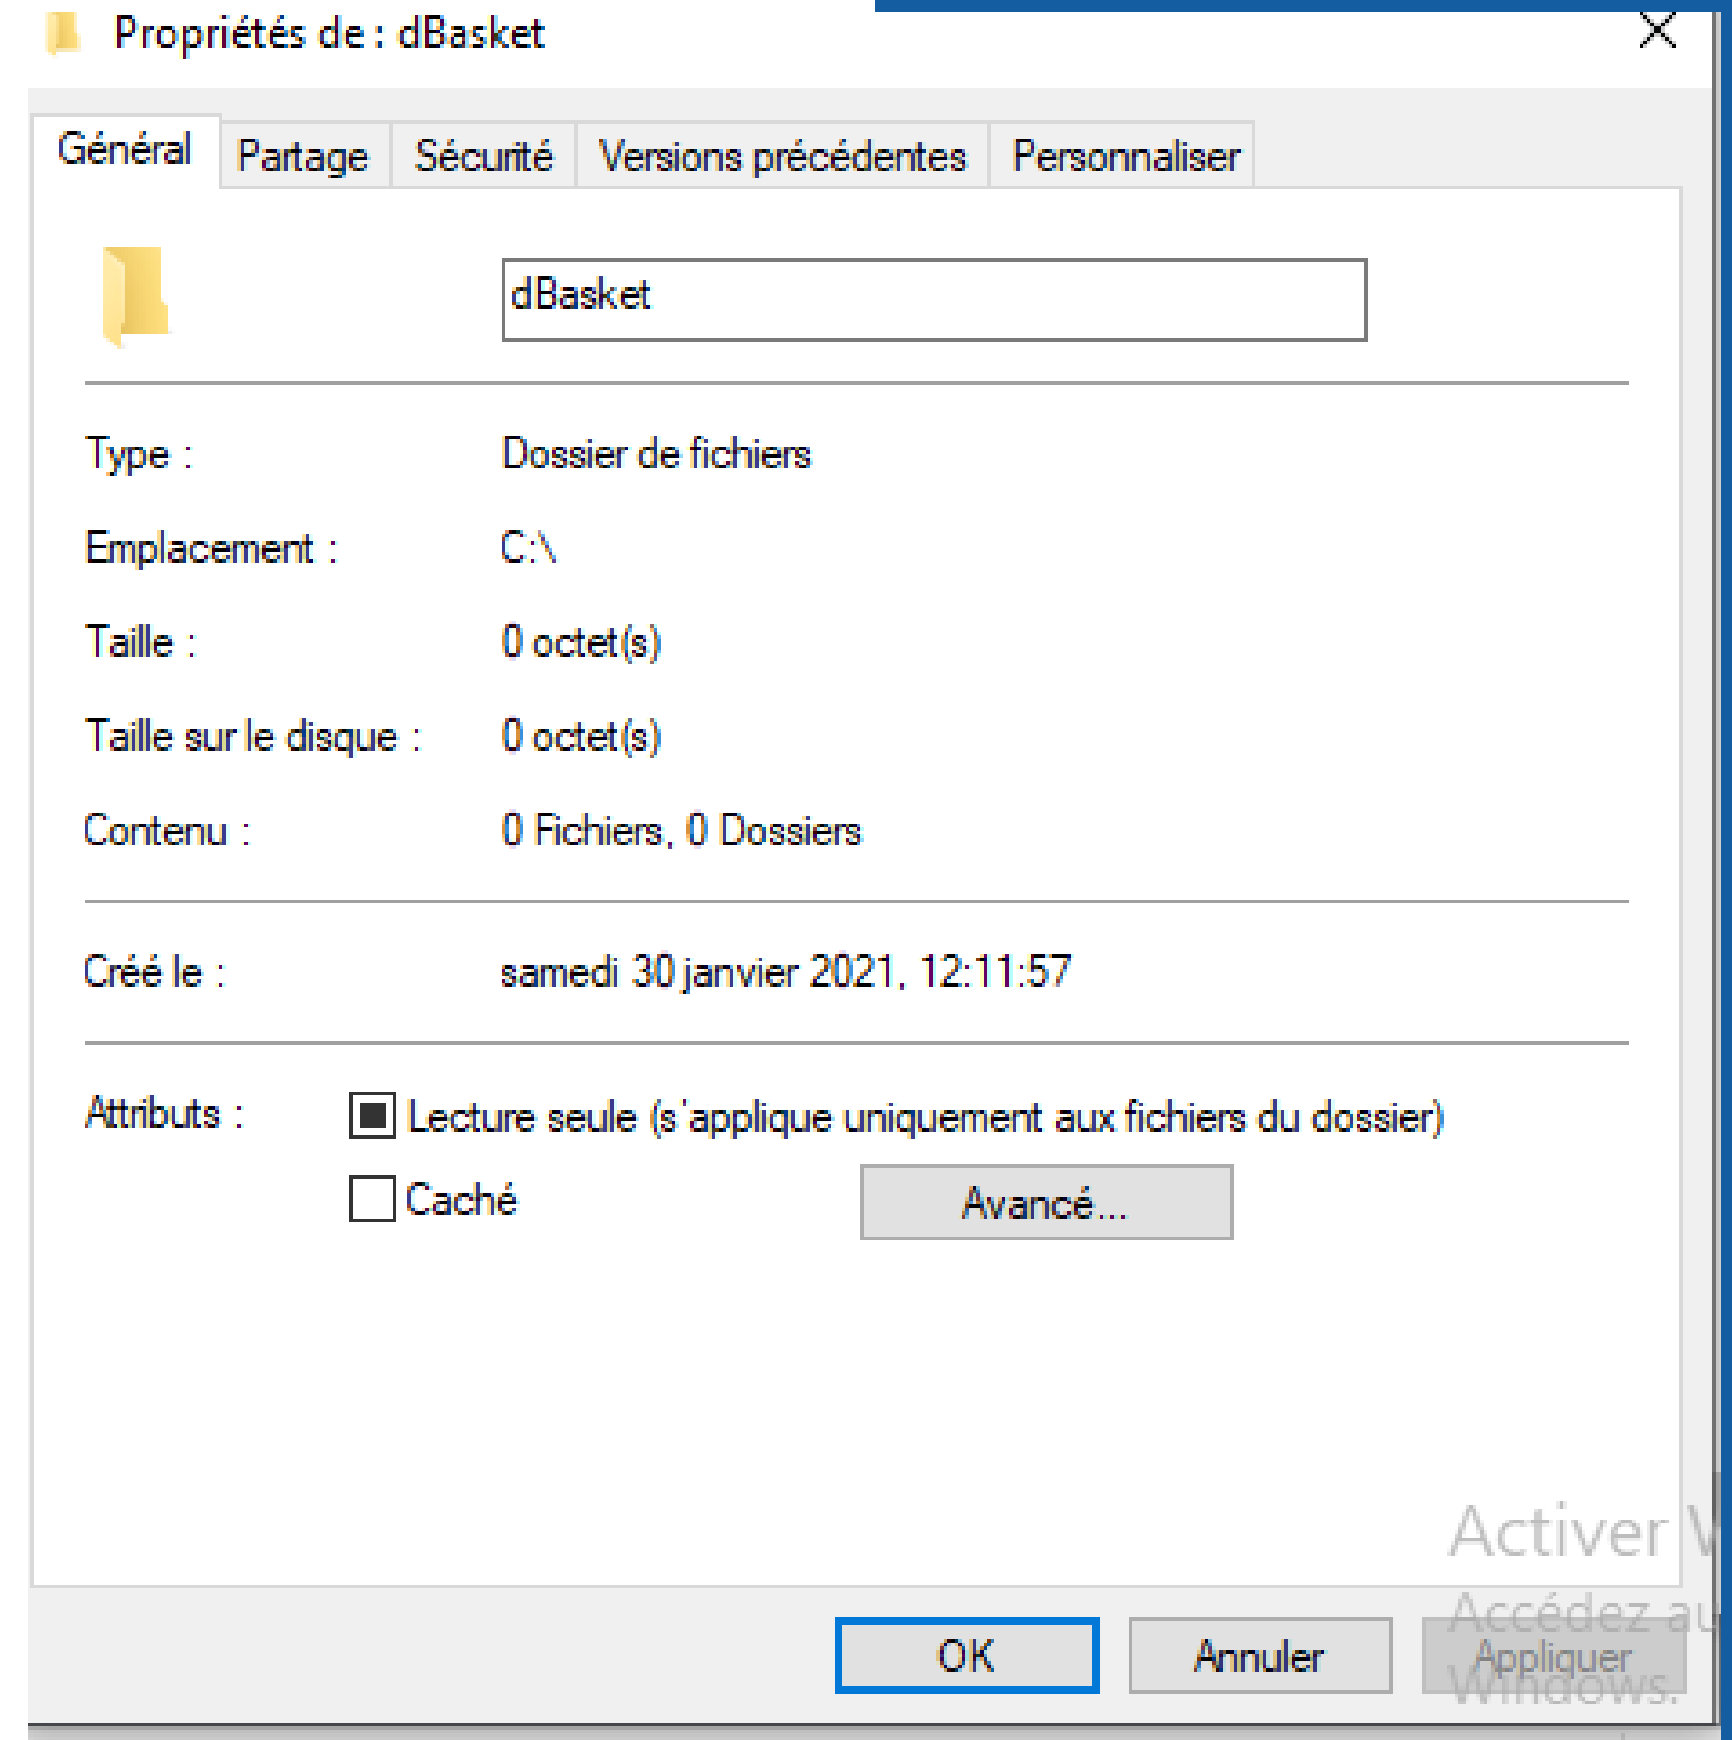 Propriétés de : dBasket
Général Partage Sécurité Versions précédentes Personnaliser
dBasket
Type : Dossier de fichiers
Emplacement : C:\
Taille : 0 octet(s)
Taille sur le disque : 0 octet(s)
Contenu : 0 Fichiers, 0 Dossiers
Créé le : samedi 30 janvier 2021, 12:11:57
Attributs : Lecture seule (s'applique uniquement aux fichiers du dossier)
Caché Avancé...
Activer
Accédez au
OK Annuler Appliquer
Windows.